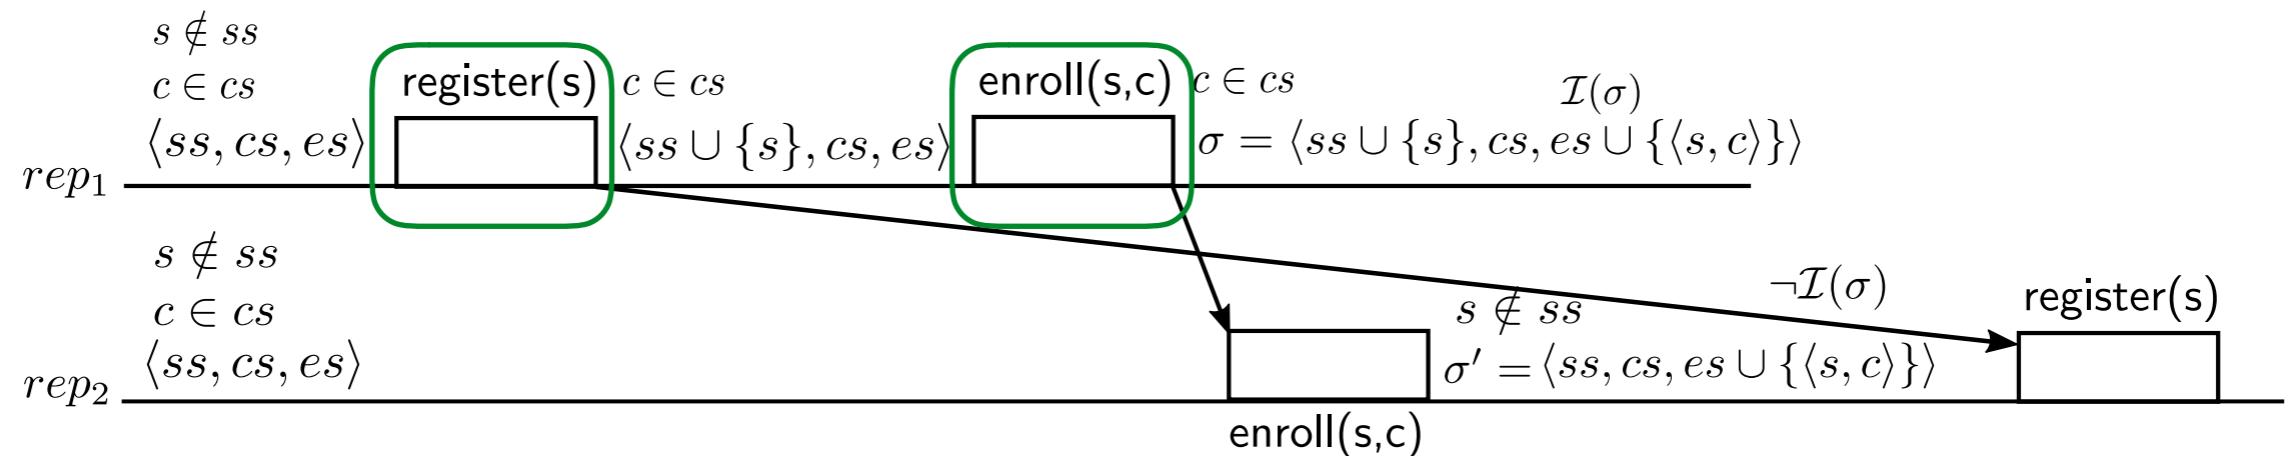 s ∉ ss
c ∈ cs
⟨ss, cs, es⟩
rep₁
register(s)
c ∈ cs
⟨ss ∪ {s}, cs, es⟩
enroll(s,c)
c ∈ cs
I(σ)
σ = ⟨ss ∪ {s}, cs, es ∪ {⟨s, c⟩}⟩
s ∉ ss
c ∈ cs
⟨ss, cs, es⟩
rep₂
s ∉ ss
σ′ = ⟨ss, cs, es ∪ {⟨s, c⟩}⟩
enroll(s,c)
¬I(σ)
register(s)